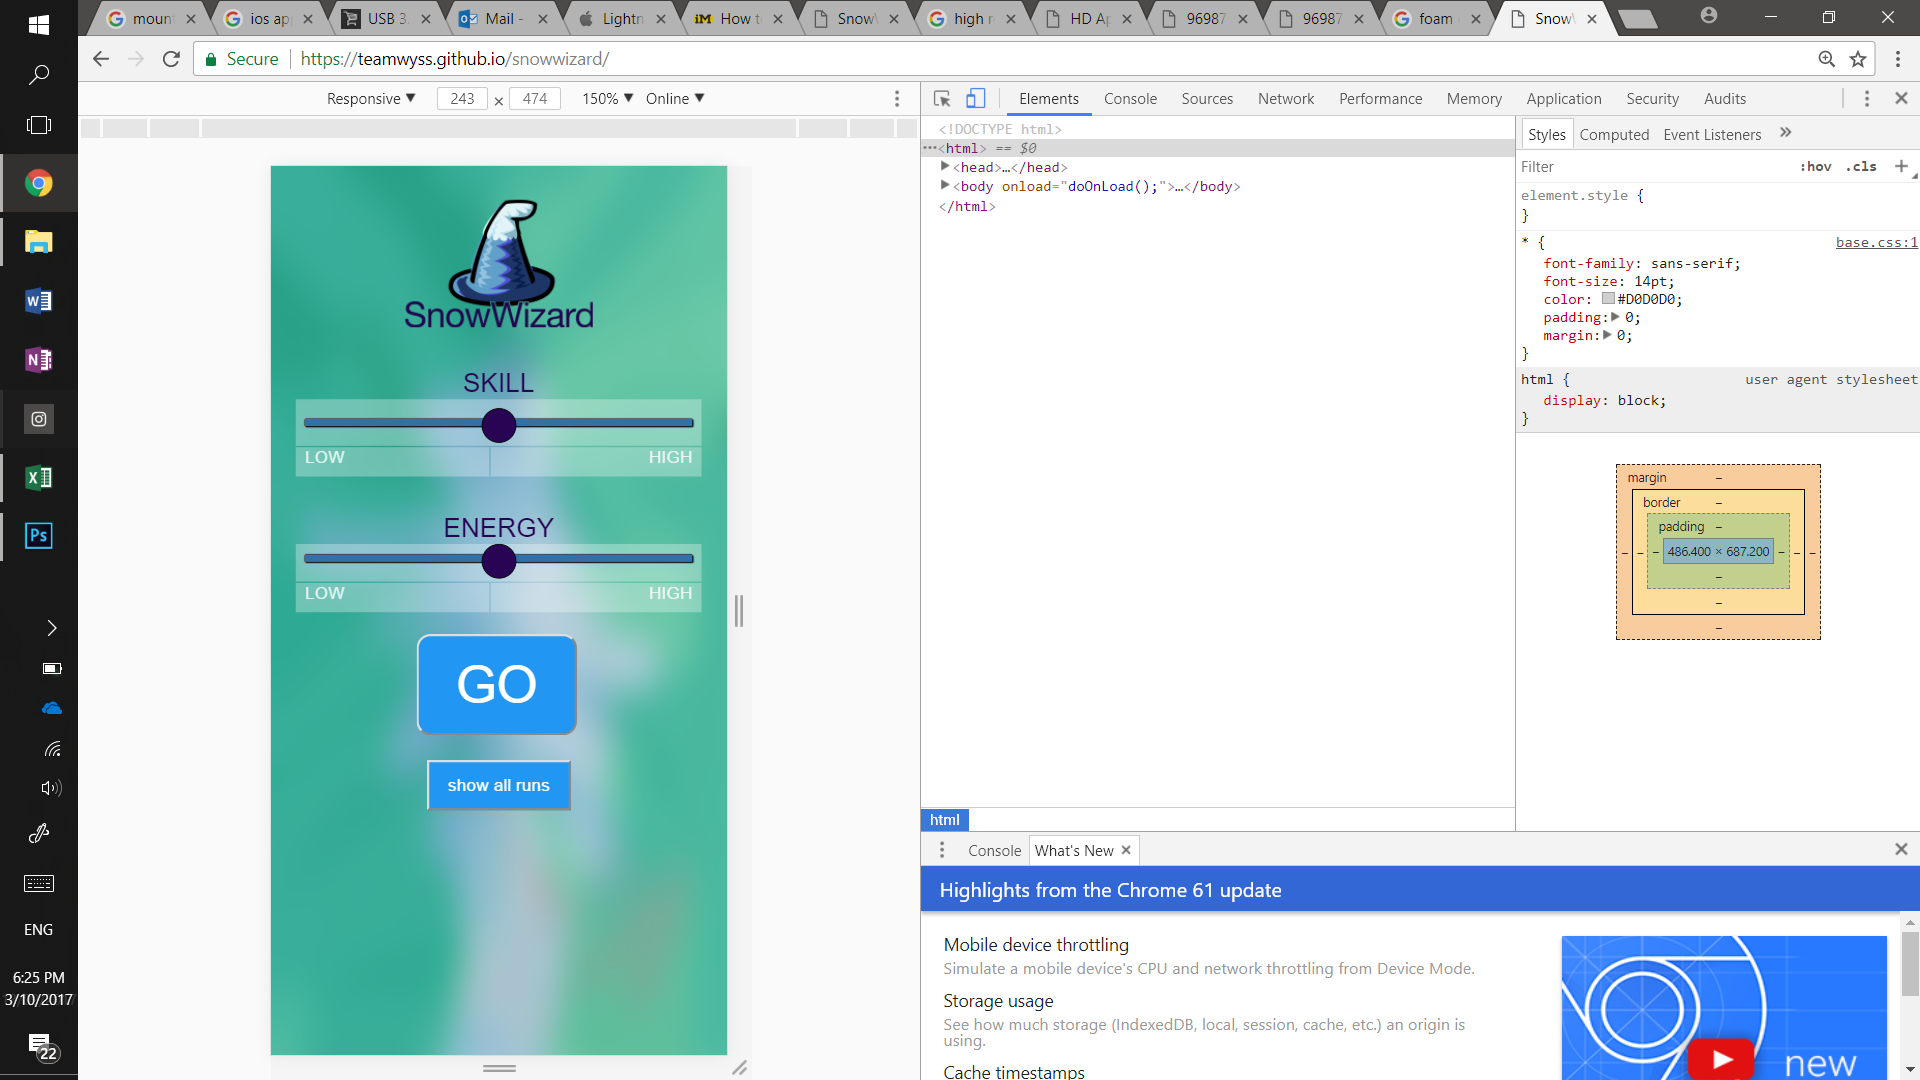 moun
ios ap
USB 3.
Mail -
Lightn
How t
Snow
high r
HD A
96987
96987
foam
Snow
Secure
https://teamwyss.github.io/snowwizard/
Responsive ▼ 243 × 474 150% ▼ Online ▼
Elements Console Sources Network Performance Memory Application Security Audits
<!DOCTYPE html>
<html> == $0
<head>…</head>
<body onload="doOnLoad();">…</body>
</html>
html
Styles Computed Event Listeners »
Filter :hov .cls +
element.style {
}
* { base.css:1
font-family: sans-serif;
font-size: 14pt;
color: #D0D0D0;
padding: 0;
margin: 0;
}
html { user agent stylesheet
display: block;
}
margin –
border –
padding –
– – – 486.400 × 687.200 – – –
–
–
–
SnowWizard
SKILL
LOW HIGH
ENERGY
LOW HIGH
GO
show all runs
Console What's New
Highlights from the Chrome 61 update
Mobile device throttling
Simulate a mobile device's CPU and network throttling from Device Mode.
Storage usage
See how much storage (IndexedDB, local, session, cache, etc.) an origin is
using.
Cache timestamps
new
ENG
6:25 PM
3/10/2017
22